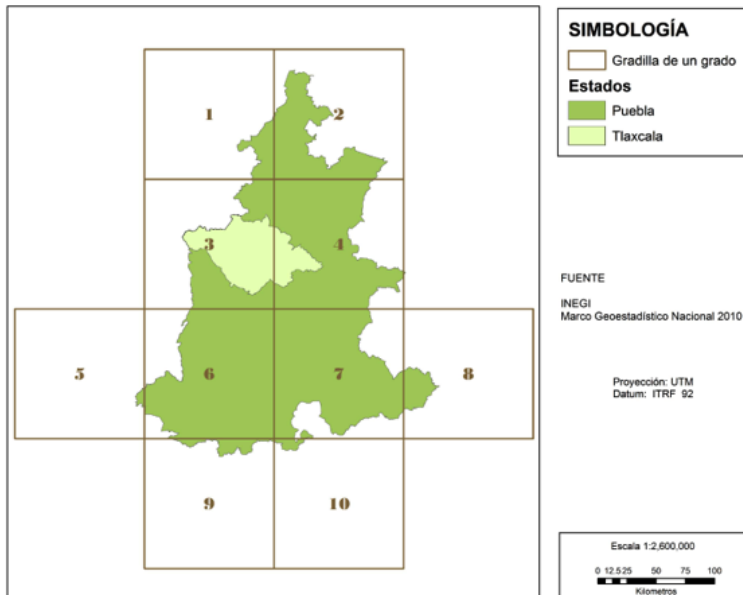 SIMBOLOGÍA
Gradilla de un grado
Estados
Puebla
Tlaxcala
1
2
3
4
5
6
7
8
9
10
FUENTE
INEGI
Marco Geoestadístico Nacional 2010
Proyección: UTM
Datum: ITRF 92
Escala 1:2,600,000
0 12.525 50 75 100
Kilometros